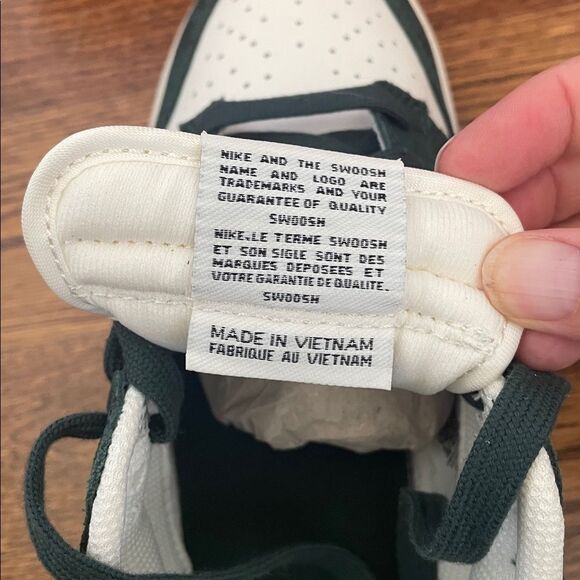 NIKE AND THE SWOOSH
NAME AND LOGO ARE
TRADEMARKS AND YOUR
GUARANTEE OF QUALITY
SWOOSH
NIKE.LE TERME SWOOSH
ET SON SIGLE SONT DES
MARQUES DEPOSEES ET
VOTRE GARANTIE DE QUALITE.
SWOOSH
MADE IN VIETNAM
FABRIQUE AU VIETNAM